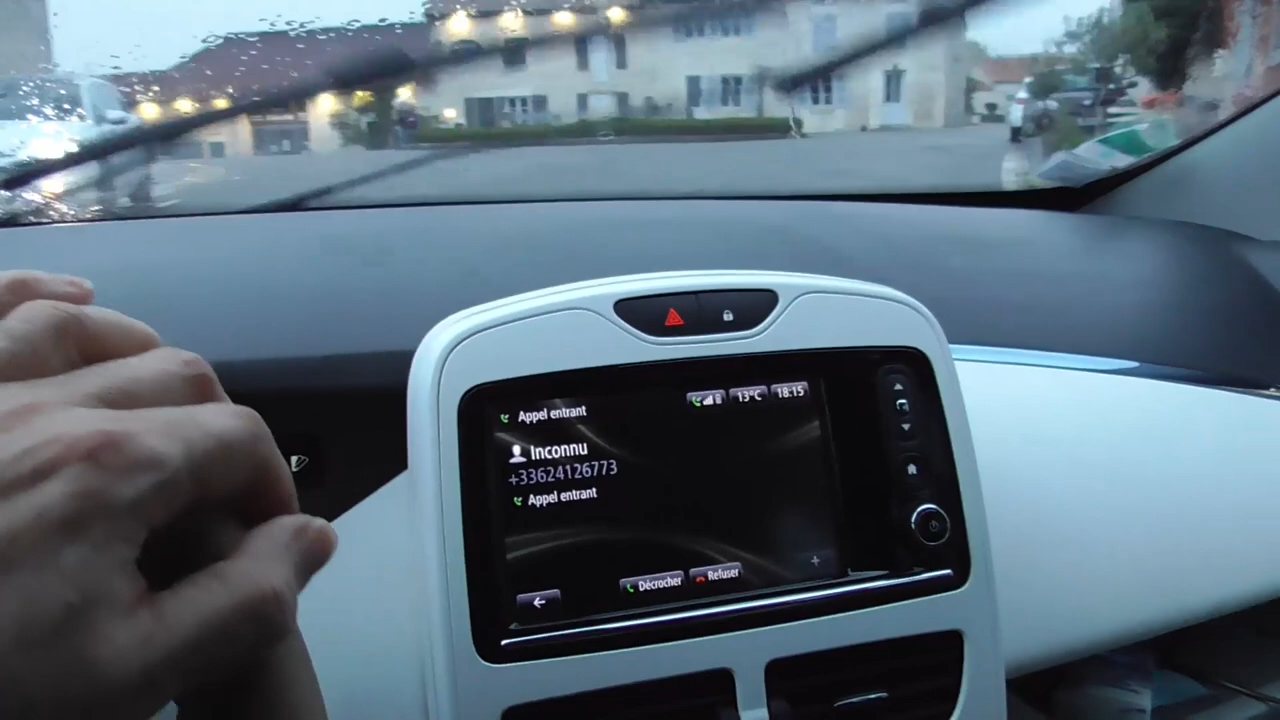 Appel entrant
13°C
18:15
Inconnu
+33624126773
Appel entrant
Décrocher
Refuser